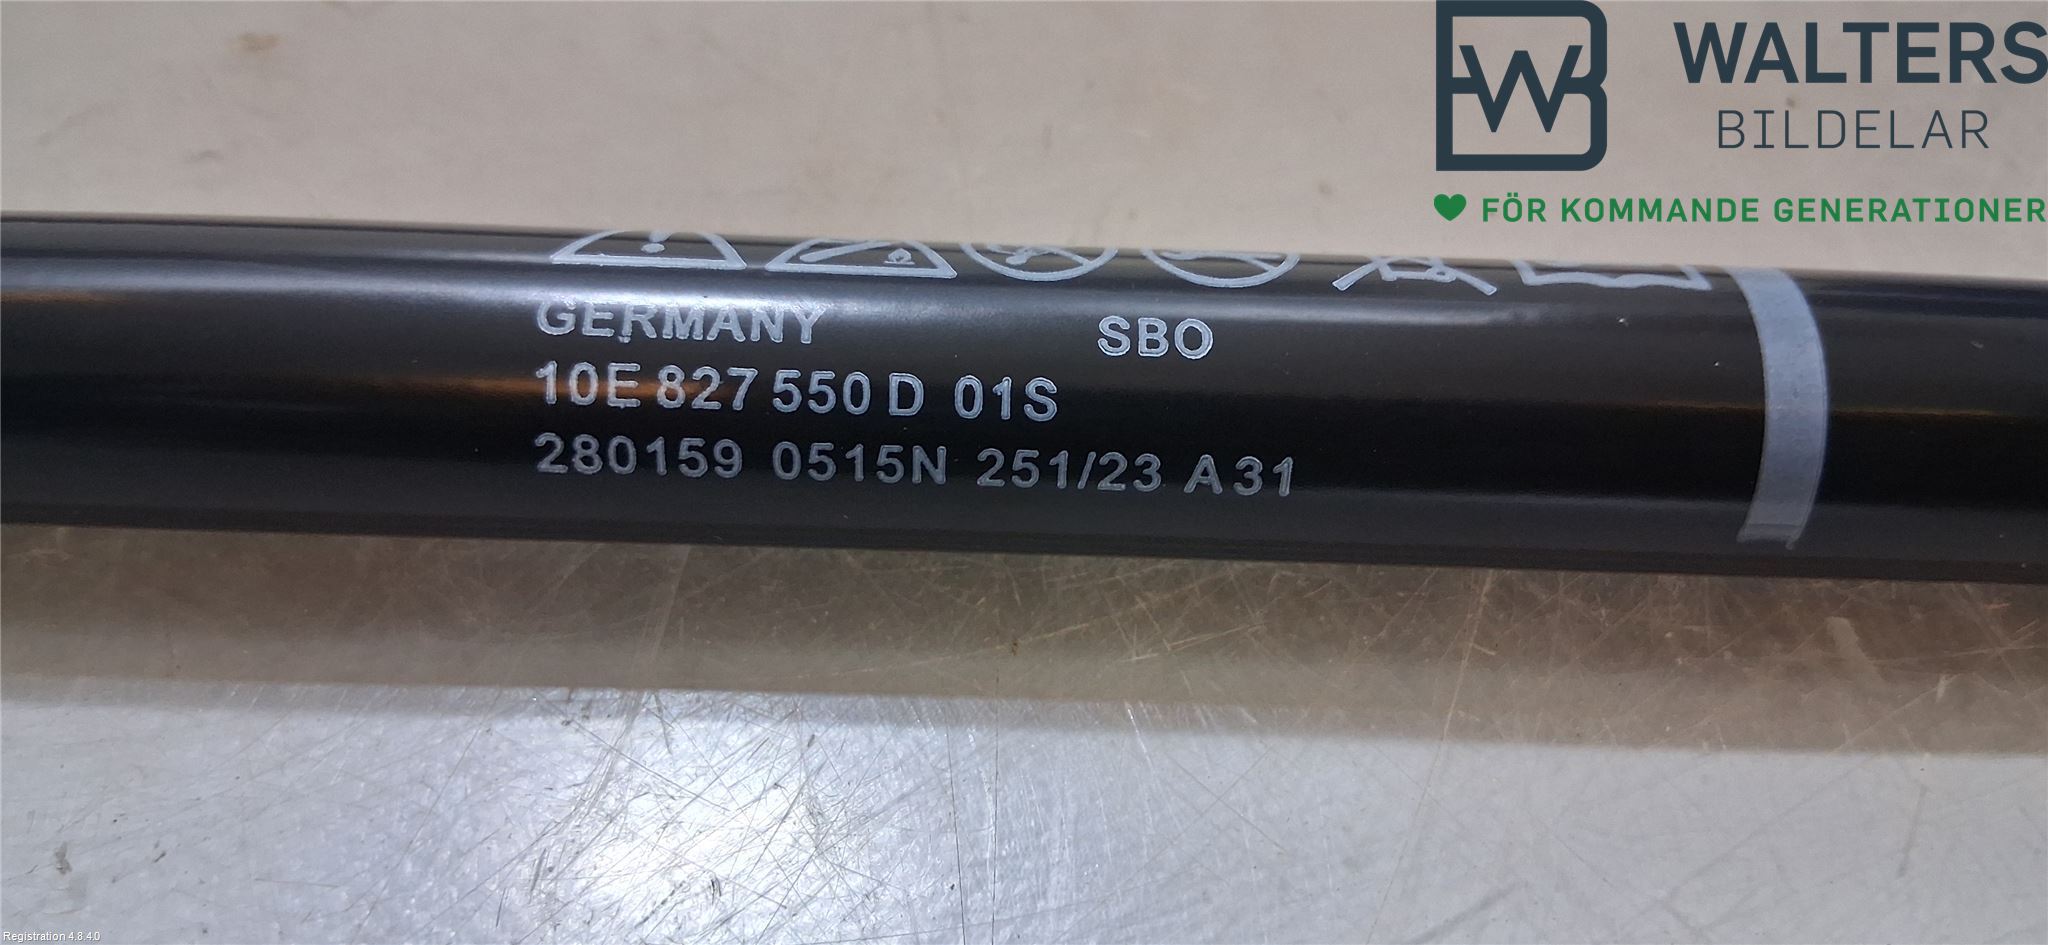 WALTERS
BILDELAR
FÖR KOMMANDE GENERATIONER
GERMANY SBO
10E 827 550 D 01S
280159 0515N 251/23 A31
Registration 4.8.4.0